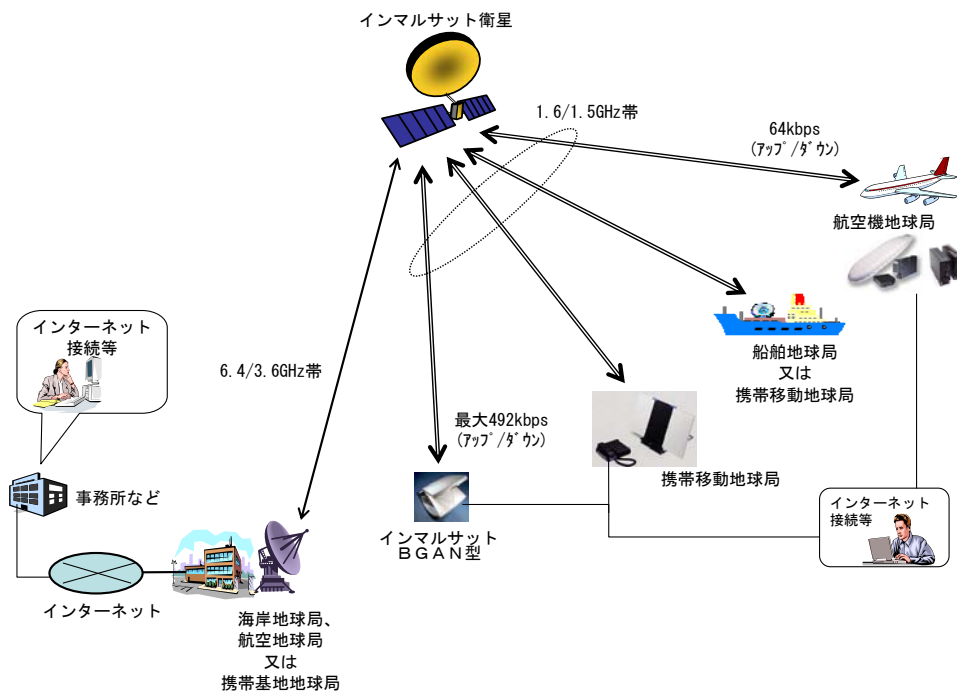 インマルサット衛星
1.6/1.5GHz帯
64kbps
(ｱｯﾌﾟ/ﾀﾞｳﾝ)
航空機地球局
インターネット
接続等
6.4/3.6GHz帯
船舶地球局
又は
携帯移動地球局
最大492kbps
(ｱｯﾌﾟ/ﾀﾞｳﾝ)
携帯移動地球局
事務所など
インターネット
接続等
インマルサット
ＢＧＡＮ型
インターネット
海岸地球局、
航空地球局
又は
携帯基地地球局